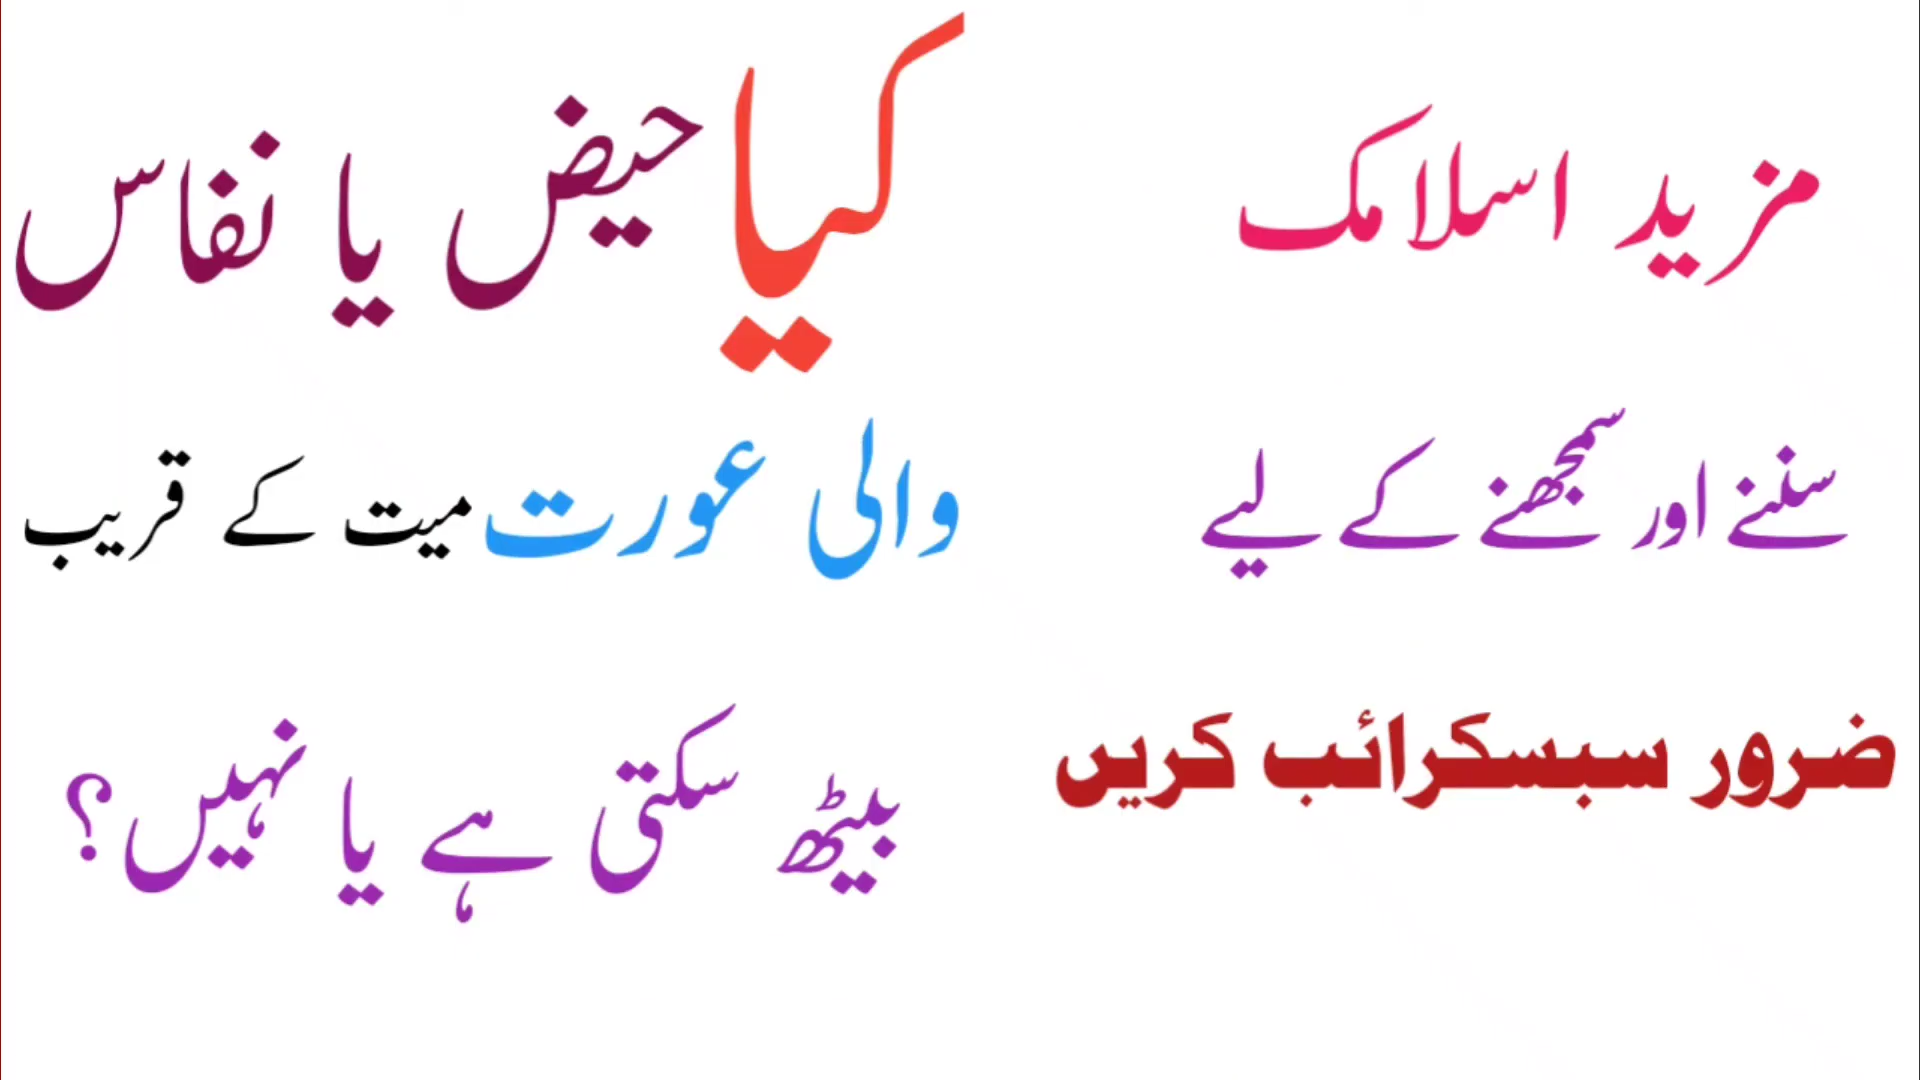 کیا حیض یا نفاس
والی عورت میت کے قریب
بیٹھ سکتی ہے یا نہیں؟
مزید اسلامک
سننے اور سمجھنے کے لیے
ضرور سبسکرائب کریں